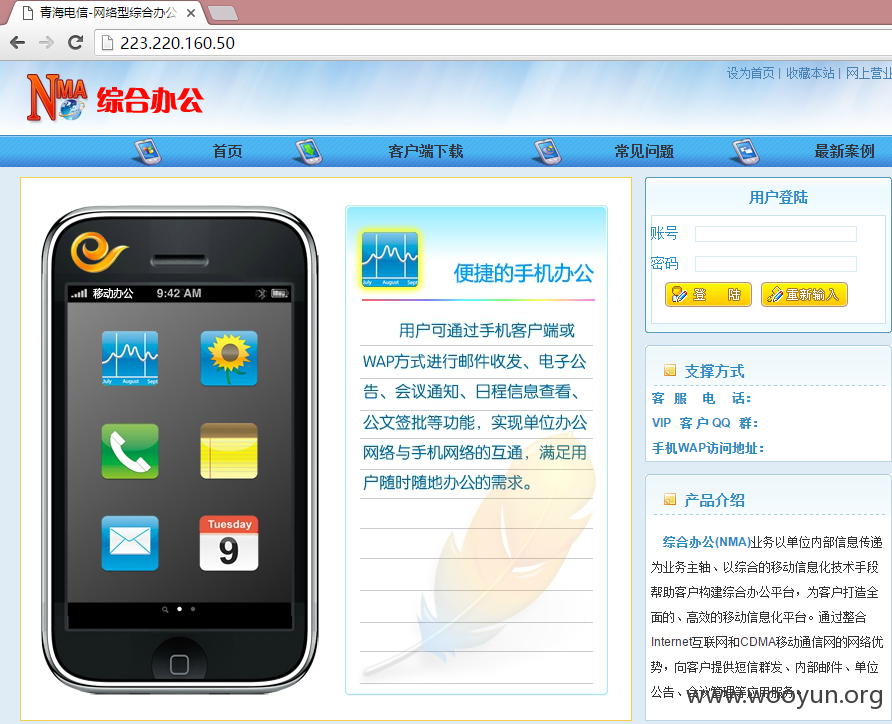 青海电信-网络型综合办公
223.220.160.50
设为首页 | 收藏本站 | 网上营业
NMA 综合办公
首页 客户端下载 常见问题 最新案例
移动办公 9:42 AM
July August Sept
Tuesday
9
July August Sept
便捷的手机办公
用户可通过手机客户端或
WAP方式进行邮件收发、电子公
告、会议通知、日程信息查看、
公文签批等功能，实现单位办公
网络与手机网络的互通，满足用
户随时随地办公的需求。
用户登陆
账号
密码
登 陆 重新输入
支撑方式
客 服 电 话：
VIP 客户QQ 群：
手机WAP访问地址：
产品介绍
综合办公(NMA)业务以单位内部信息传递
为业务主轴、以综合的移动信息化技术手段
帮助客户构建综合办公平台，为客户打造全
面的、高效的移动信息化平台。通过整合
Internet互联网和CDMA移动通信网的网络优
势，向客户提供短信群发、内部邮件、单位
公告、会议管理等应用服务。
www.wooyun.org